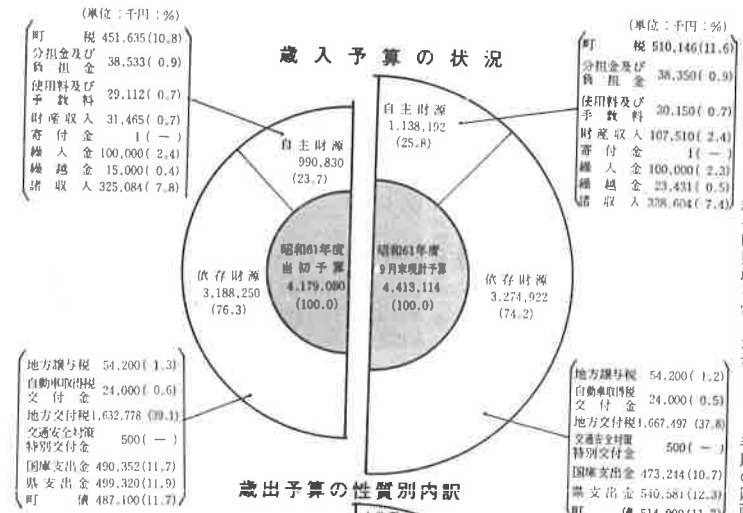 (単位:千円:%)
町税 451,635(10.8)
分担金及び
負担金 38,533(0.9)
使用料及び
手数料 29,112(0.7)
財産収入 31,465(0.7)
寄付金 1(―)
繰入金 100,000(2.4)
繰越金 15,000(0.4)
諸収入 325,084(7.8)
歳入予算の状況
(単位:千円:%)
町税 510,146(11.6)
分担金及び
負担金 38,350(0.9)
使用料及び
手数料 30,150(0.7)
財産収入 107,510(2.4)
寄付金 1(―)
繰入金 100,000(2.3)
繰越金 23,431(0.5)
諸収入 328,604(7.4)
自主財源
990,830
(23.7)
自主財源
1,138,192
(25.8)
昭和61年度
当初予算
4,179,080
(100.0)
昭和61年度
9月末現計予算
4,413,114
(100.0)
依存財源
3,188,250
(76.3)
依存財源
3,274,922
(74.2)
地方譲与税 54,200(1.3)
自動車取得税
交付金 24,000(0.6)
地方交付税 1,632,778(39.1)
交通安全対策
特別交付金 500(―)
国庫支出金 490,352(11.7)
県支出金 499,320(11.9)
町債 487,100(11.7)
地方譲与税 54,200(1.2)
自動車取得税
交付金 24,000(0.5)
地方交付税 1,667,497(37.8)
交通安全対策
特別交付金 500(―)
国庫支出金 473,244(10.7)
県支出金 540,581(12.3)
町債 514,900
歳出予算の性質別内訳